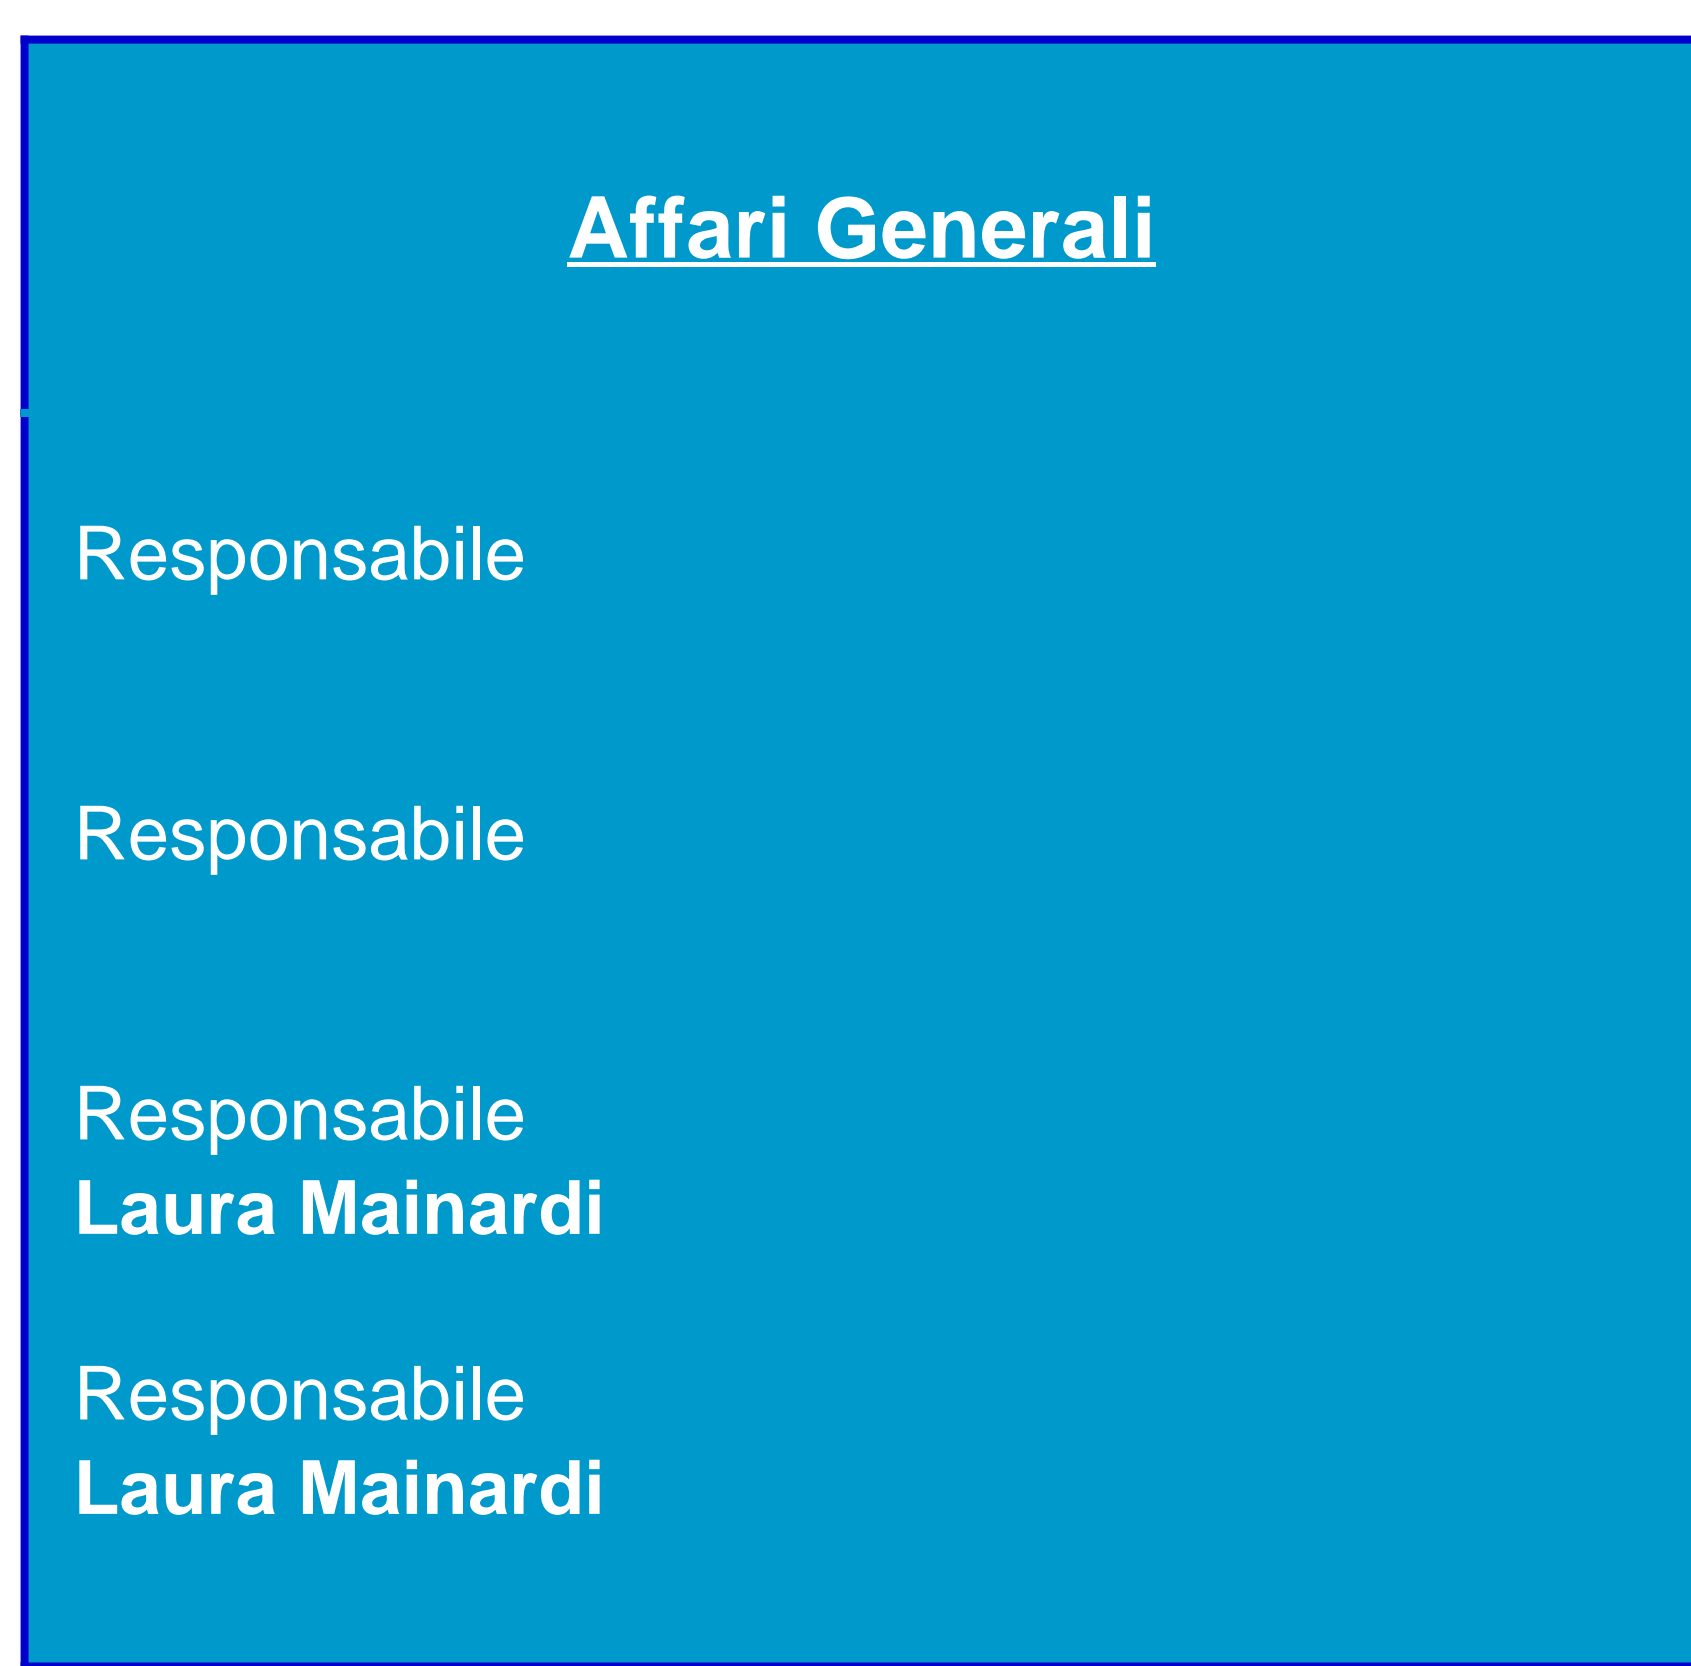 Affari Generali
Responsabile
Responsabile
Responsabile
Laura Mainardi
Responsabile
Laura Mainardi